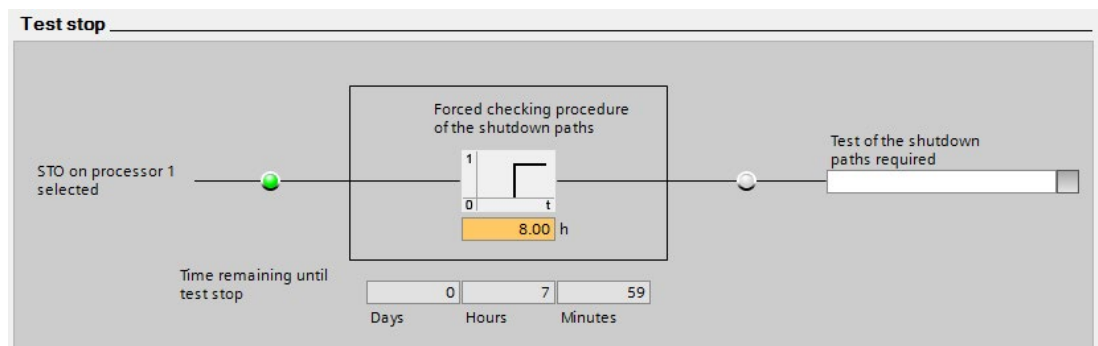 Test stop
Forced checking procedure
of the shutdown paths
Test of the shutdown
paths required
STO on processor 1
selected
1
0 t
8.00 h
Time remaining until
test stop
0 7 59
Days Hours Minutes